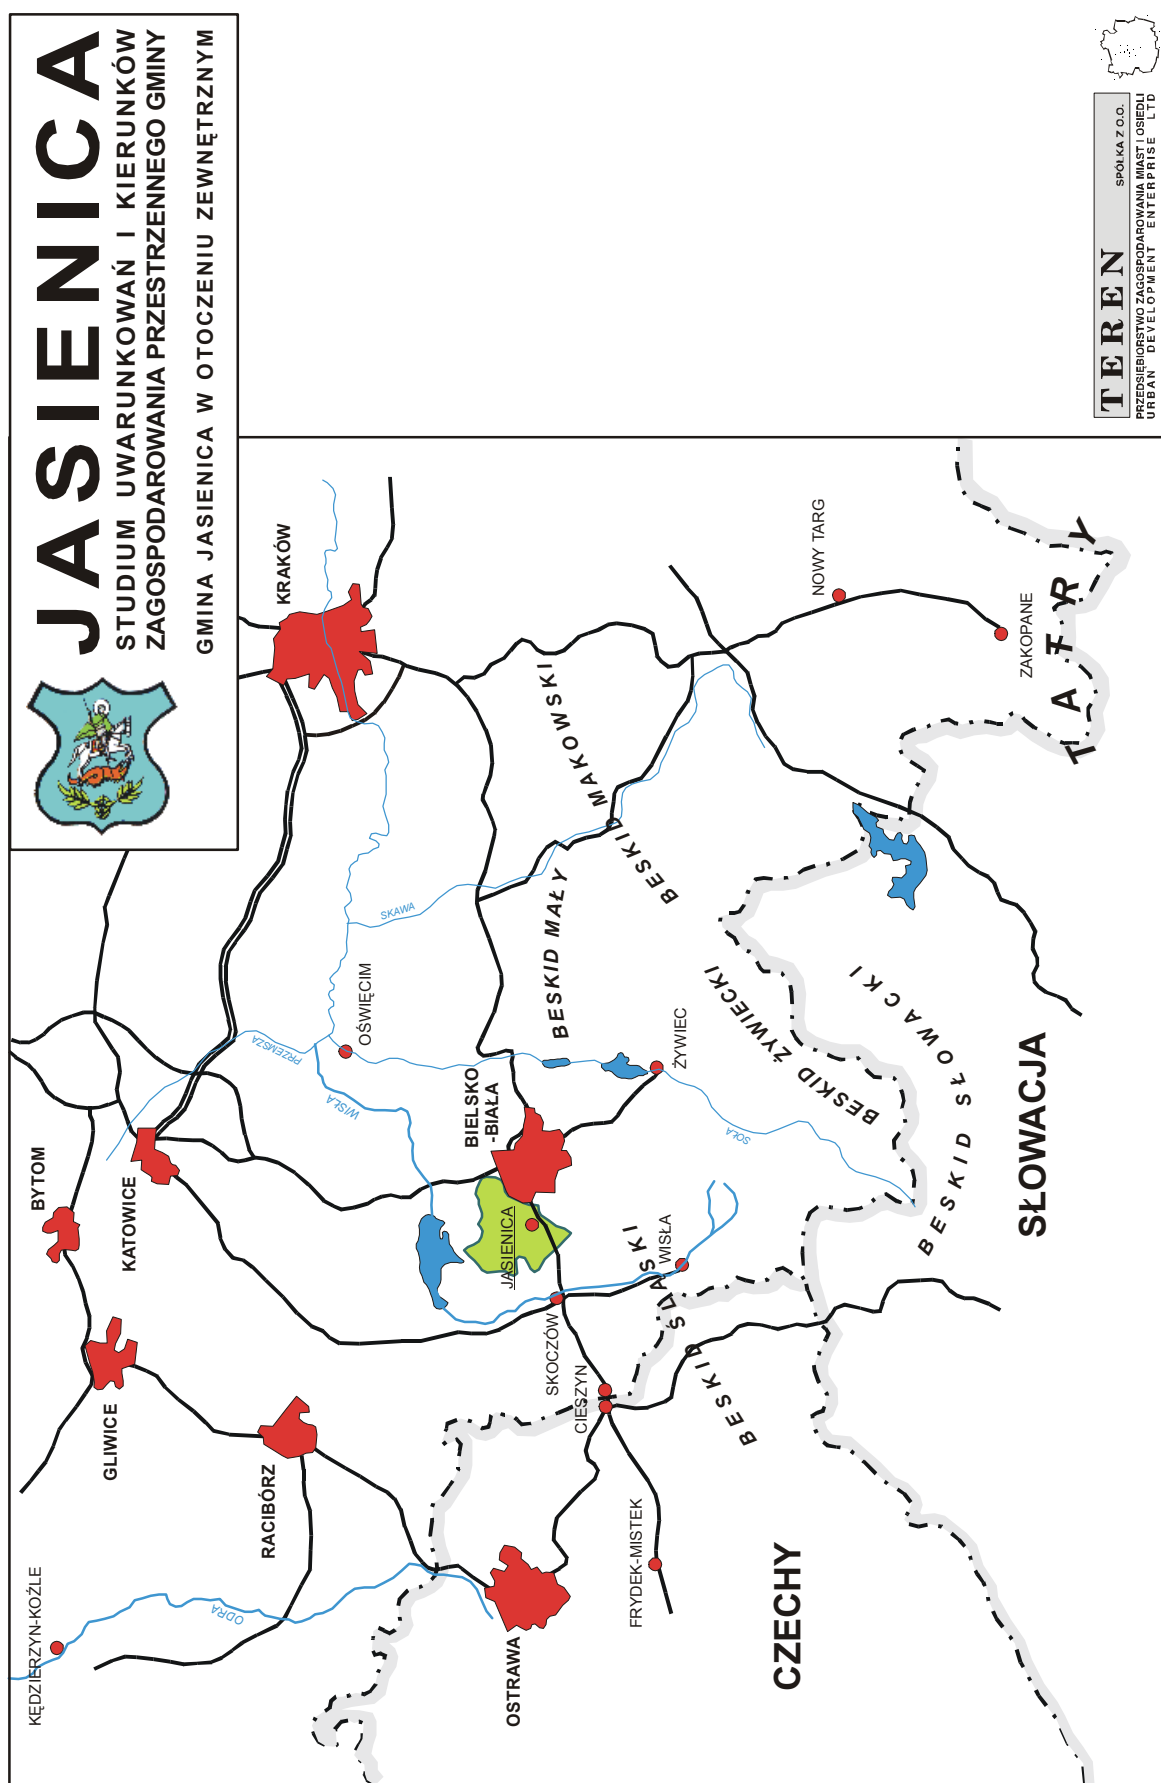 JASIENICA
STUDIUM UWARUNKOWAŃ I KIERUNKÓW
ZAGOSPODAROWANIA PRZESTRZENNEGO GMINY
GMINA JASIENICA W OTOCZENIU ZEWNĘTRZNYM
KĘDZIERZYN-KOŹLE
GLIWICE
BYTOM
KATOWICE
RACIBÓRZ
ODRA
PRZEMSZA
WISŁA
KRAKÓW
OŚWIĘCIM
SKAWA
OSTRAWA
SKOCZÓW
CIESZYN
JASIENICA
BIELSKO
-BIAŁA
BESKID MAŁY
BESKID MAKOWSKI
FRYDEK-MISTEK
BESKID ŚLĄSKI
WISŁA
ŻYWIEC
SOŁA
BESKID ŻYWIECKI
NOWY TARG
CZECHY
BESKID SŁOWACKI
SŁOWACJA
ZAKOPANE
TATRY
TEREN SPÓŁKA Z O.O.
PRZEDSIĘBIORSTWO ZAGOSPODAROWANIA MIAST I OSIEDLI
URBAN DEVELOPMENT ENTERPRISE LTD